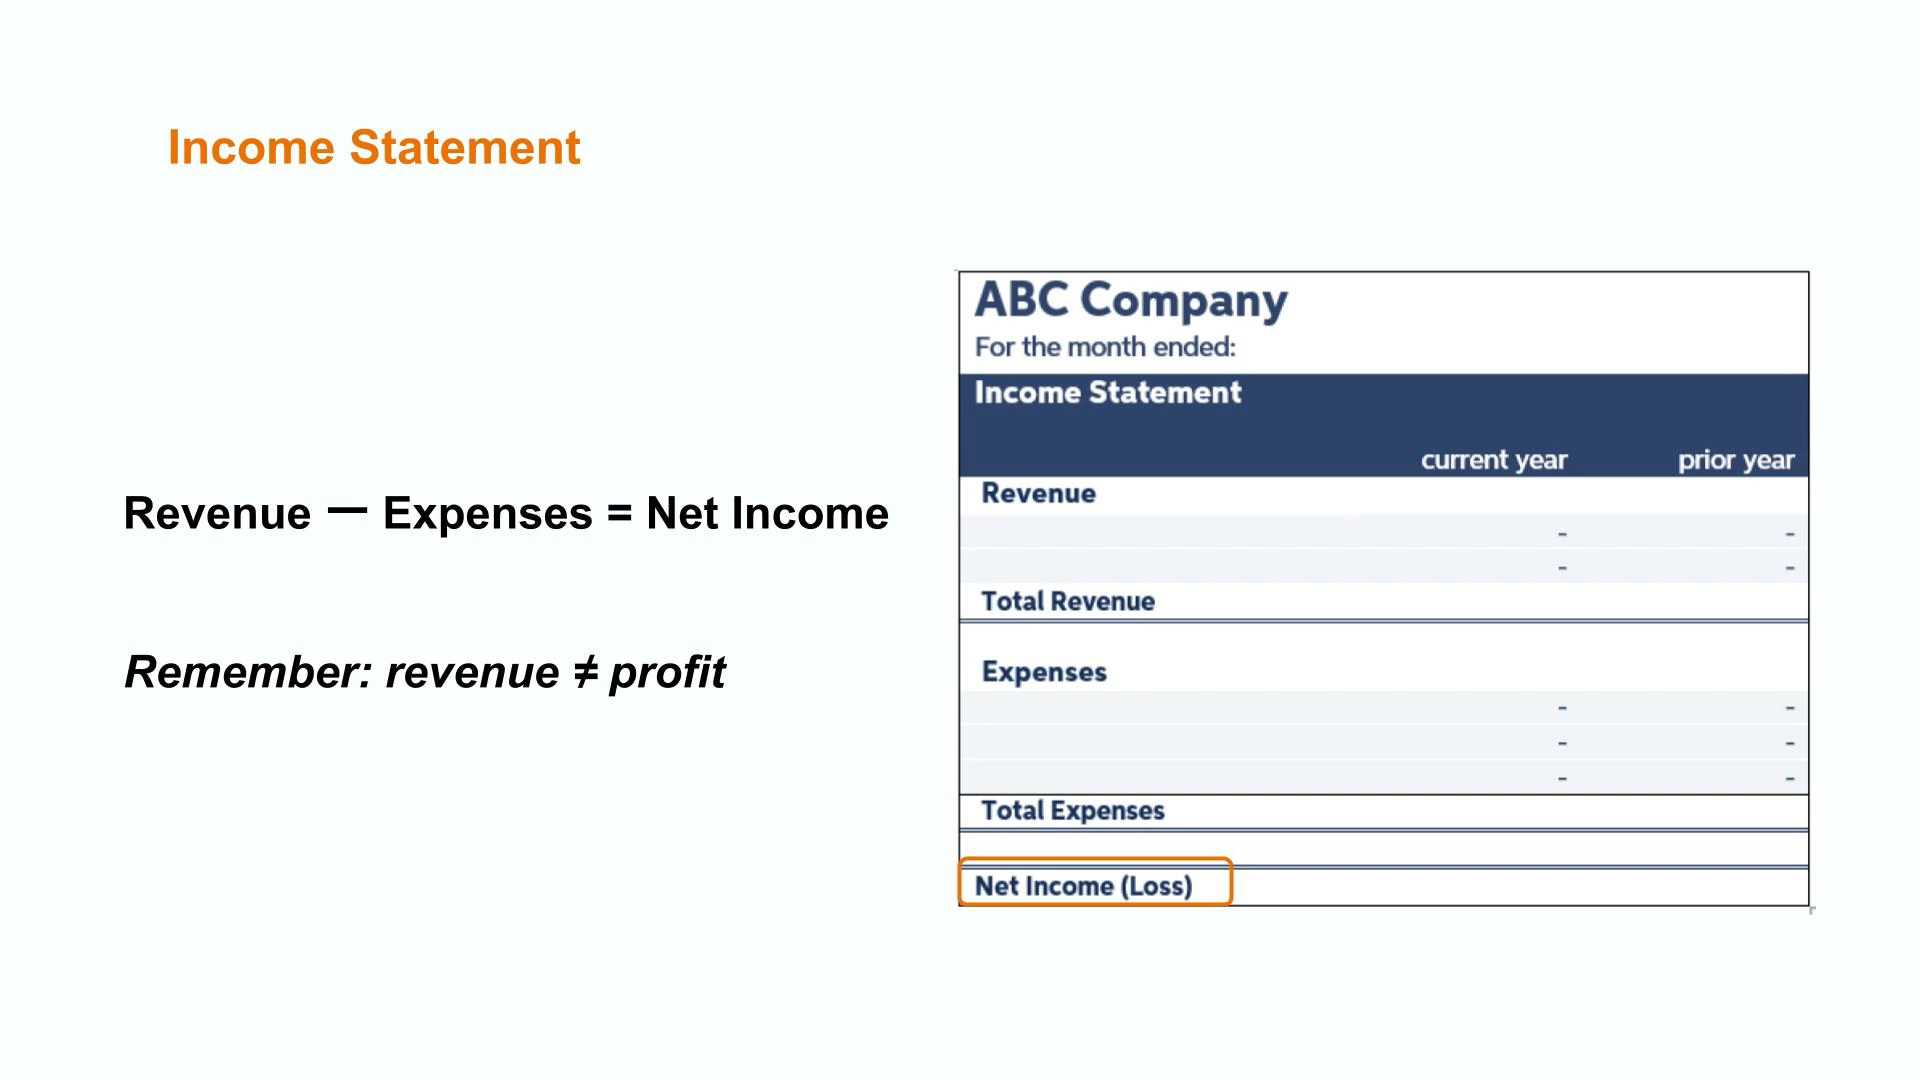 Income Statement
Revenue — Expenses = Net Income
Remember: revenue ≠ profit
ABC Company
For the month ended:
Income Statement
current year prior year
Revenue
- -
- -
Total Revenue
Expenses
- -
- -
- -
Total Expenses
Net Income (Loss)